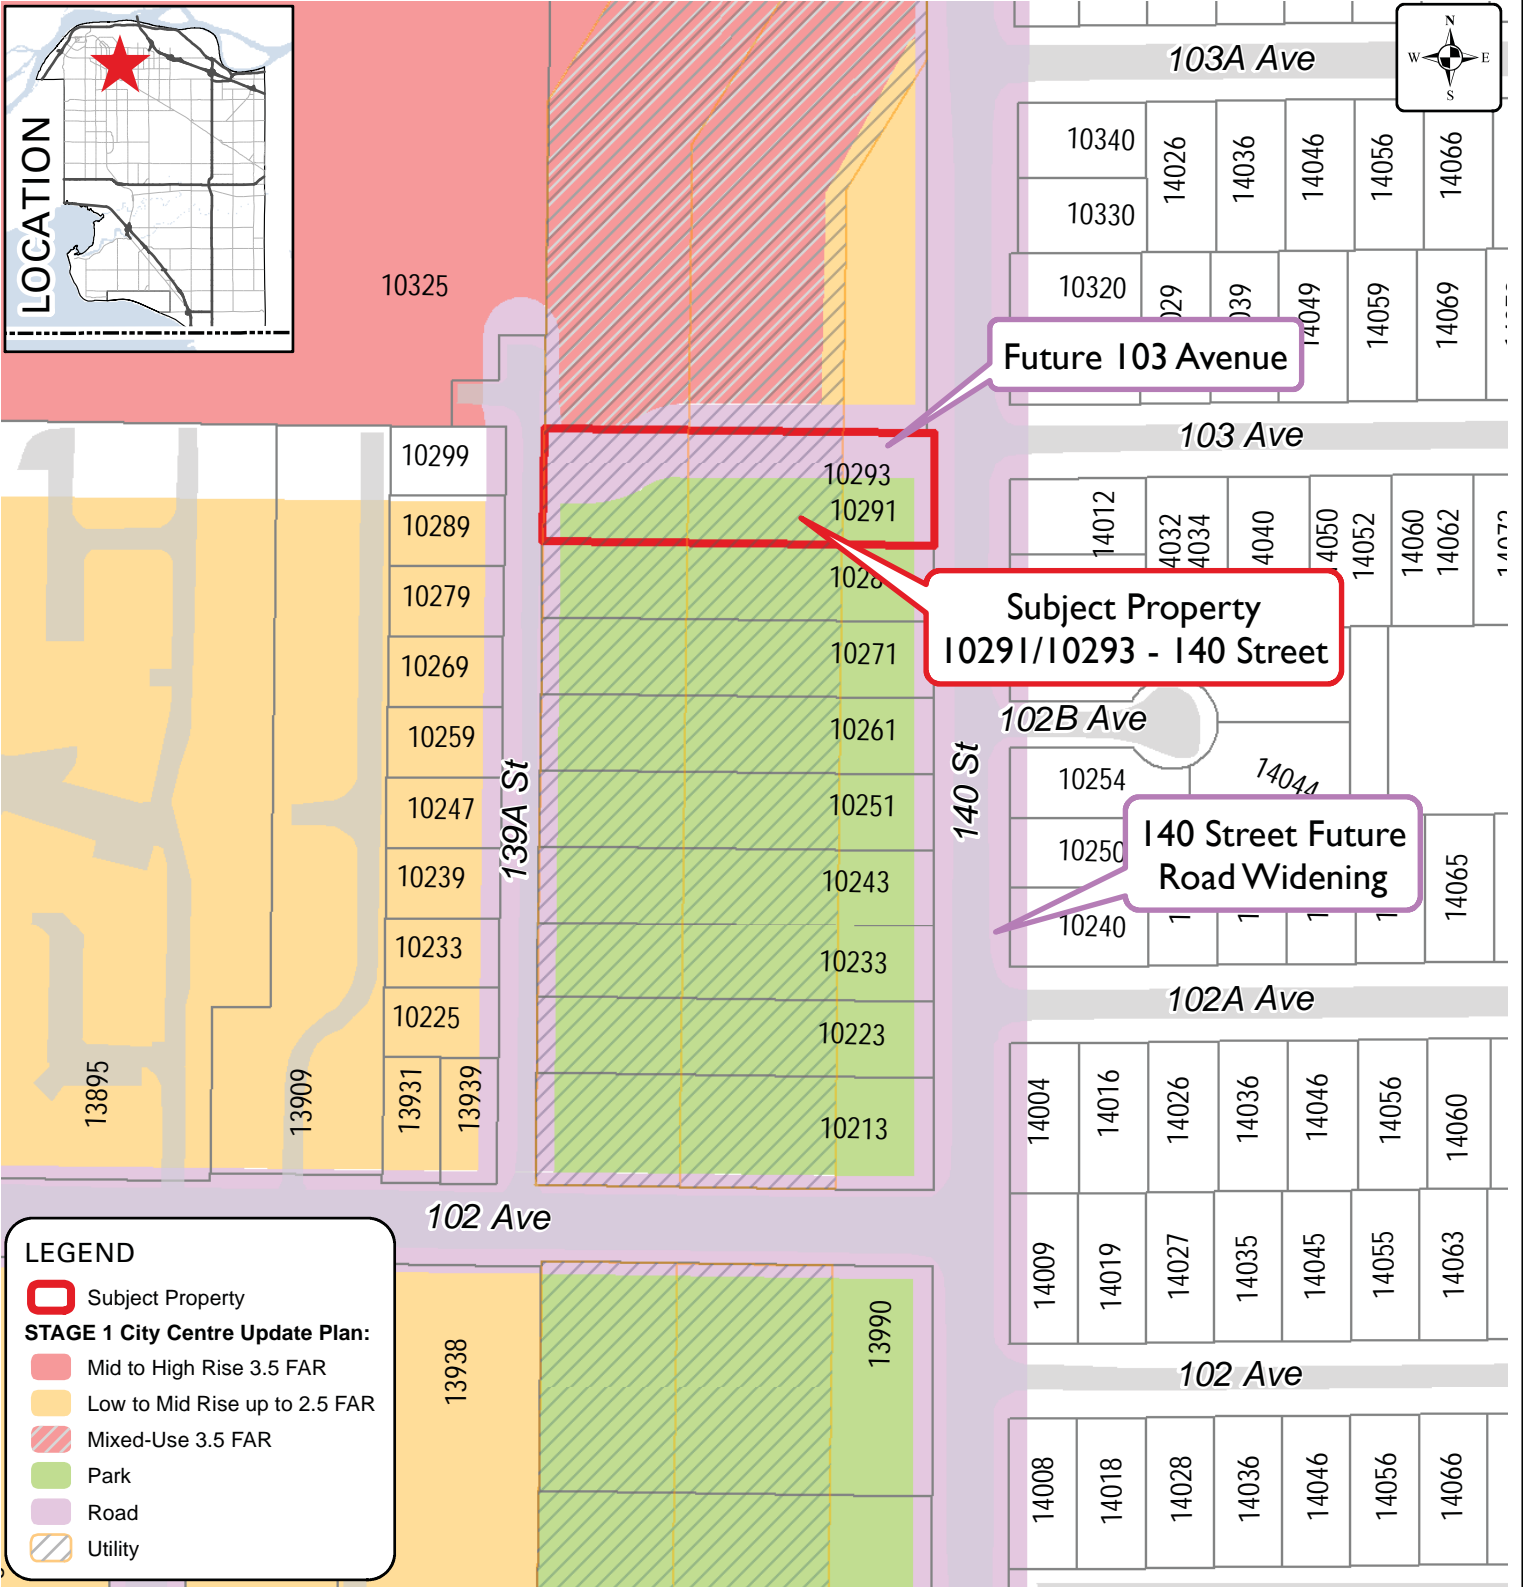 LOCATION
N
W
E
S
103A Ave
10340
14026
14036
14046
14056
14066
10330
10325
10320
14049
14059
14069
Future 103 Avenue
103 Ave
10299
10293
10291
10289
14012
14040
14052
14060
14062
10279
Subject Property
10291/10293 - 140 Street
10269
10271
10259
10261
102B Ave
139A St
140 St
10254
14044
10247
10251
140 Street Future
Road Widening
10250
10239
10243
14065
10240
10233
10233
10225
10223
102A Ave
13895
13909
13931
13939
10213
14004
14016
14026
14036
14046
14056
14060
102 Ave
14009
14019
14027
14035
14045
14055
14063
13938
13990
102 Ave
14008
14018
14028
14036
14046
14056
14066
LEGEND
Subject Property
STAGE 1 City Centre Update Plan:
Mid to High Rise 3.5 FAR
Low to Mid Rise up to 2.5 FAR
Mixed-Use 3.5 FAR
Park
Road
Utility